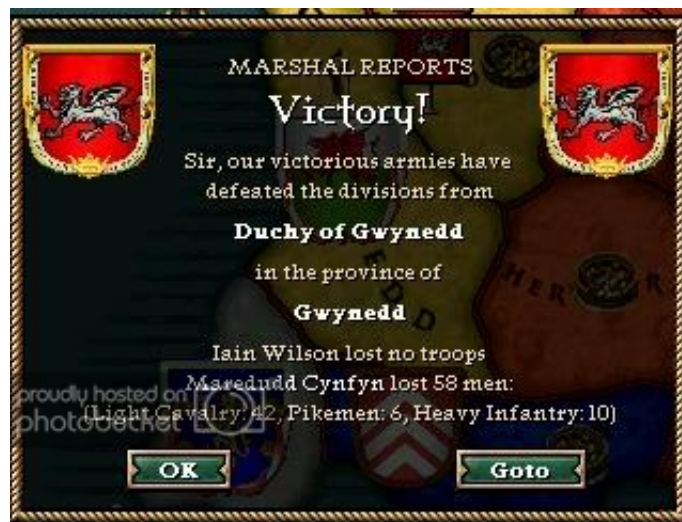 MARSHAL REPORTS
Victory!
Sir, our victorious armies have
defeated the divisions from
Duchy of Gwynedd
in the province of
Gwynedd
Iain Wilson lost no troops
Maredudd Cynfyn lost 58 men:
(Light Cavalry: 42, Pikemen: 6, Heavy Infantry: 10)
proudly hosted on
photobucket
OK
Goto